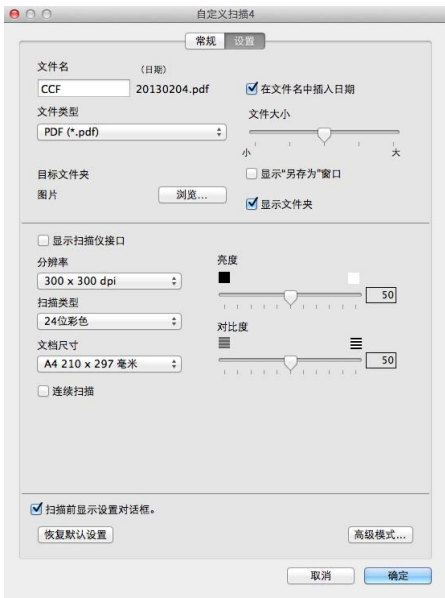 自定义扫描4
常规 设置
文件名 (日期)
CCF 20130204.pdf 在文件名中插入日期
文件类型 文件大小
PDF (*.pdf)
小 大
目标文件夹 显示“另存为”窗口
图片 浏览... 显示文件夹
显示扫描仪接口
分辨率 亮度
300 x 300 dpi 50
扫描类型
24位彩色 对比度
文档尺寸
A4 210 x 297 毫米 50
连续扫描
扫描前显示设置对话框。
恢复默认设置 高级模式...
取消 确定